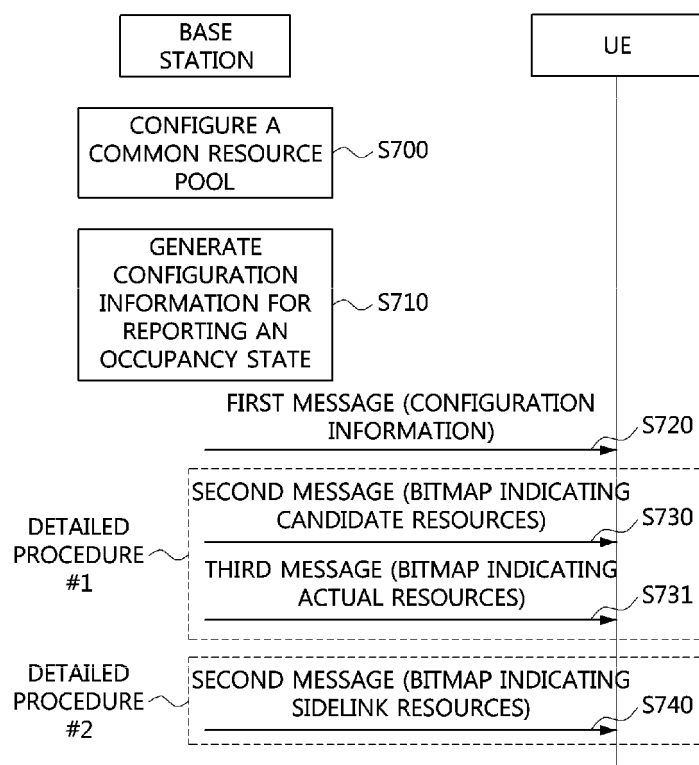 BASE
STATION
UE
CONFIGURE A
COMMON RESOURCE
POOL
S700
GENERATE
CONFIGURATION
INFORMATION FOR
REPORTING AN
OCCUPANCY STATE
S710
FIRST MESSAGE (CONFIGURATION
INFORMATION)
S720
DETAILED
PROCEDURE
#1
SECOND MESSAGE (BITMAP INDICATING
CANDIDATE RESOURCES)
S730
THIRD MESSAGE (BITMAP INDICATING
ACTUAL RESOURCES)
S731
DETAILED
PROCEDURE
#2
SECOND MESSAGE (BITMAP INDICATING
SIDELINK RESOURCES)
S740